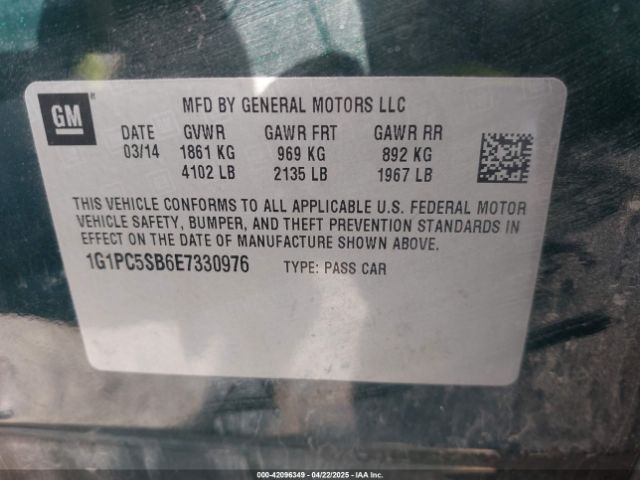 GM
MFD BY GENERAL MOTORS LLC
DATE GVWR GAWR FRT GAWR RR
03/14 1861 KG 969 KG 892 KG
4102 LB 2135 LB 1967 LB
THIS VEHICLE CONFORMS TO ALL APPLICABLE U.S. FEDERAL MOTOR
VEHICLE SAFETY, BUMPER, AND THEFT PREVENTION STANDARDS IN
EFFECT ON THE DATE OF MANUFACTURE SHOWN ABOVE.
1G1PC5SB6E7330976 TYPE: PASS CAR
000-42096349 - 04/22/2025 - IAAI - Copart